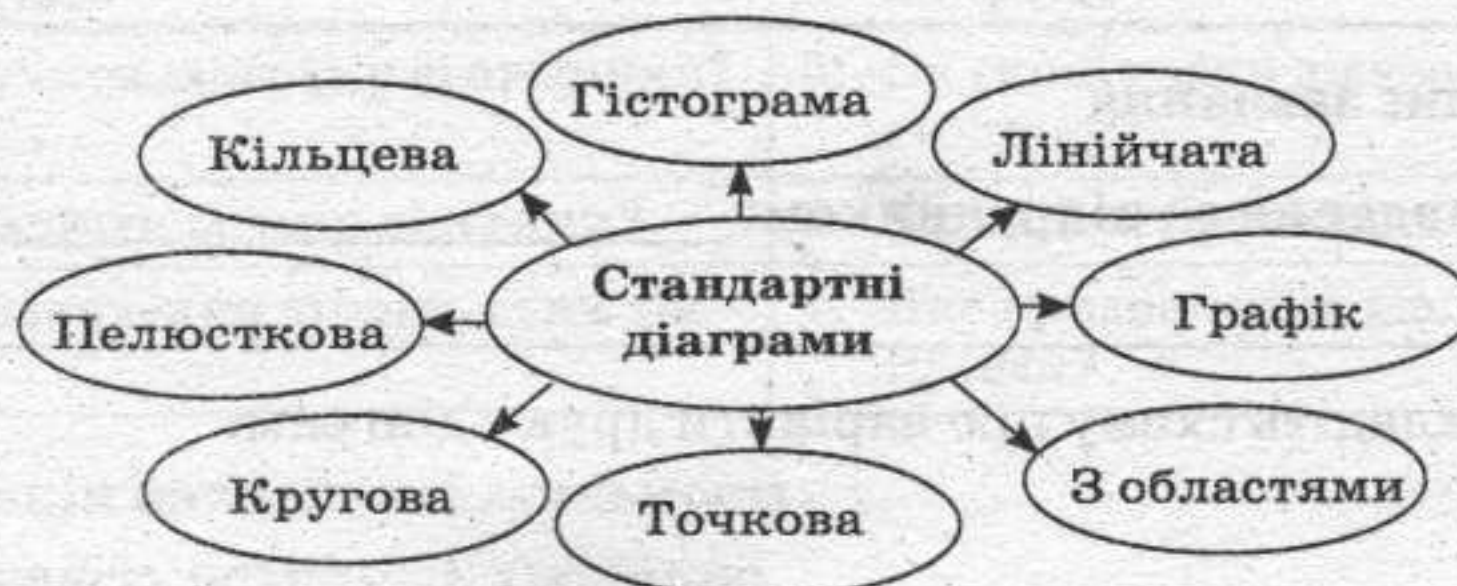 Гістограма
Кільцева
Лінійчата
Стандартні
діаграми
Пелюсткова
Графік
Кругова
Точкова
З областями